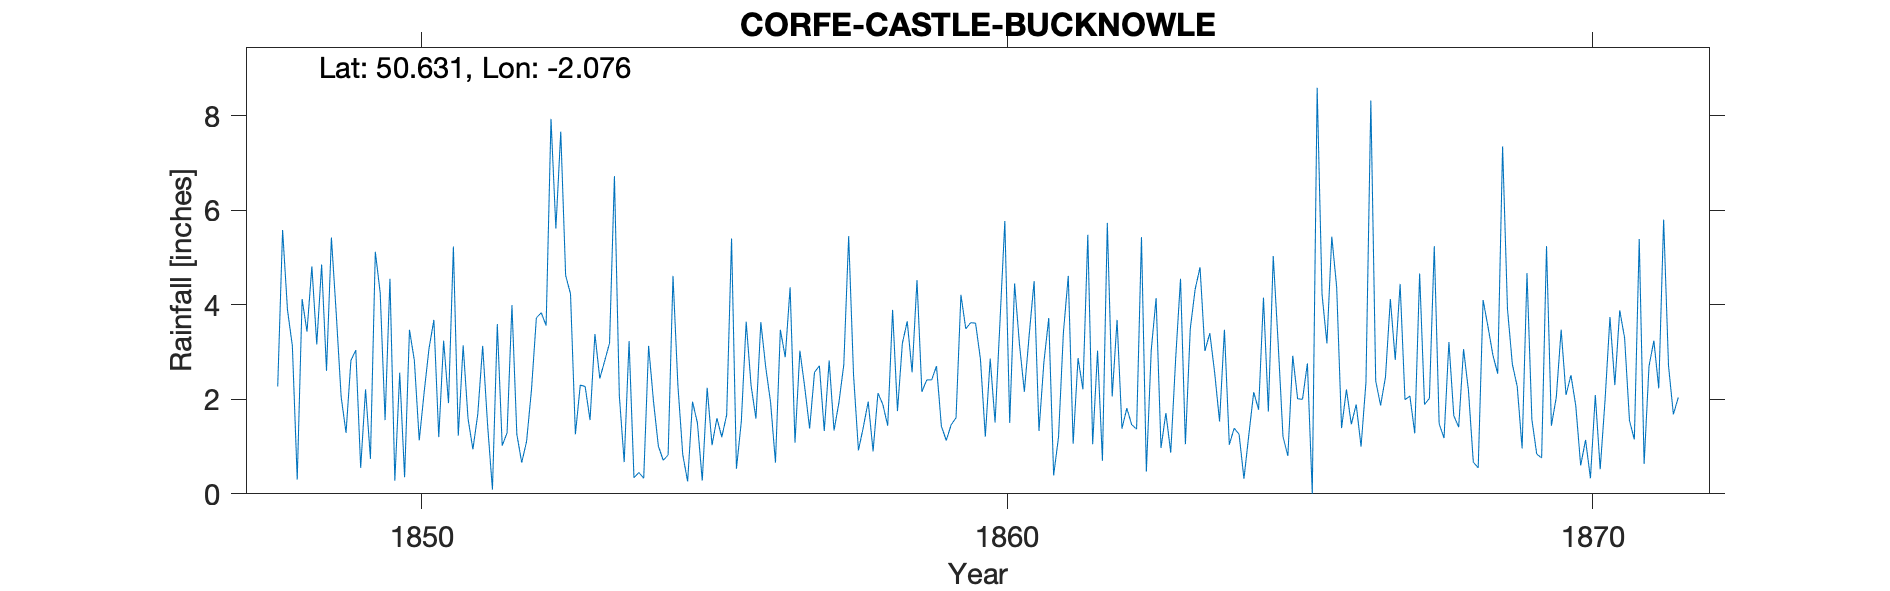 CORFE-CASTLE-BUCKNOWLE
Lat: 50.631, Lon: -2.076
Rainfall [inches]
8
6
4
2
0
1850 1860 1870
Year